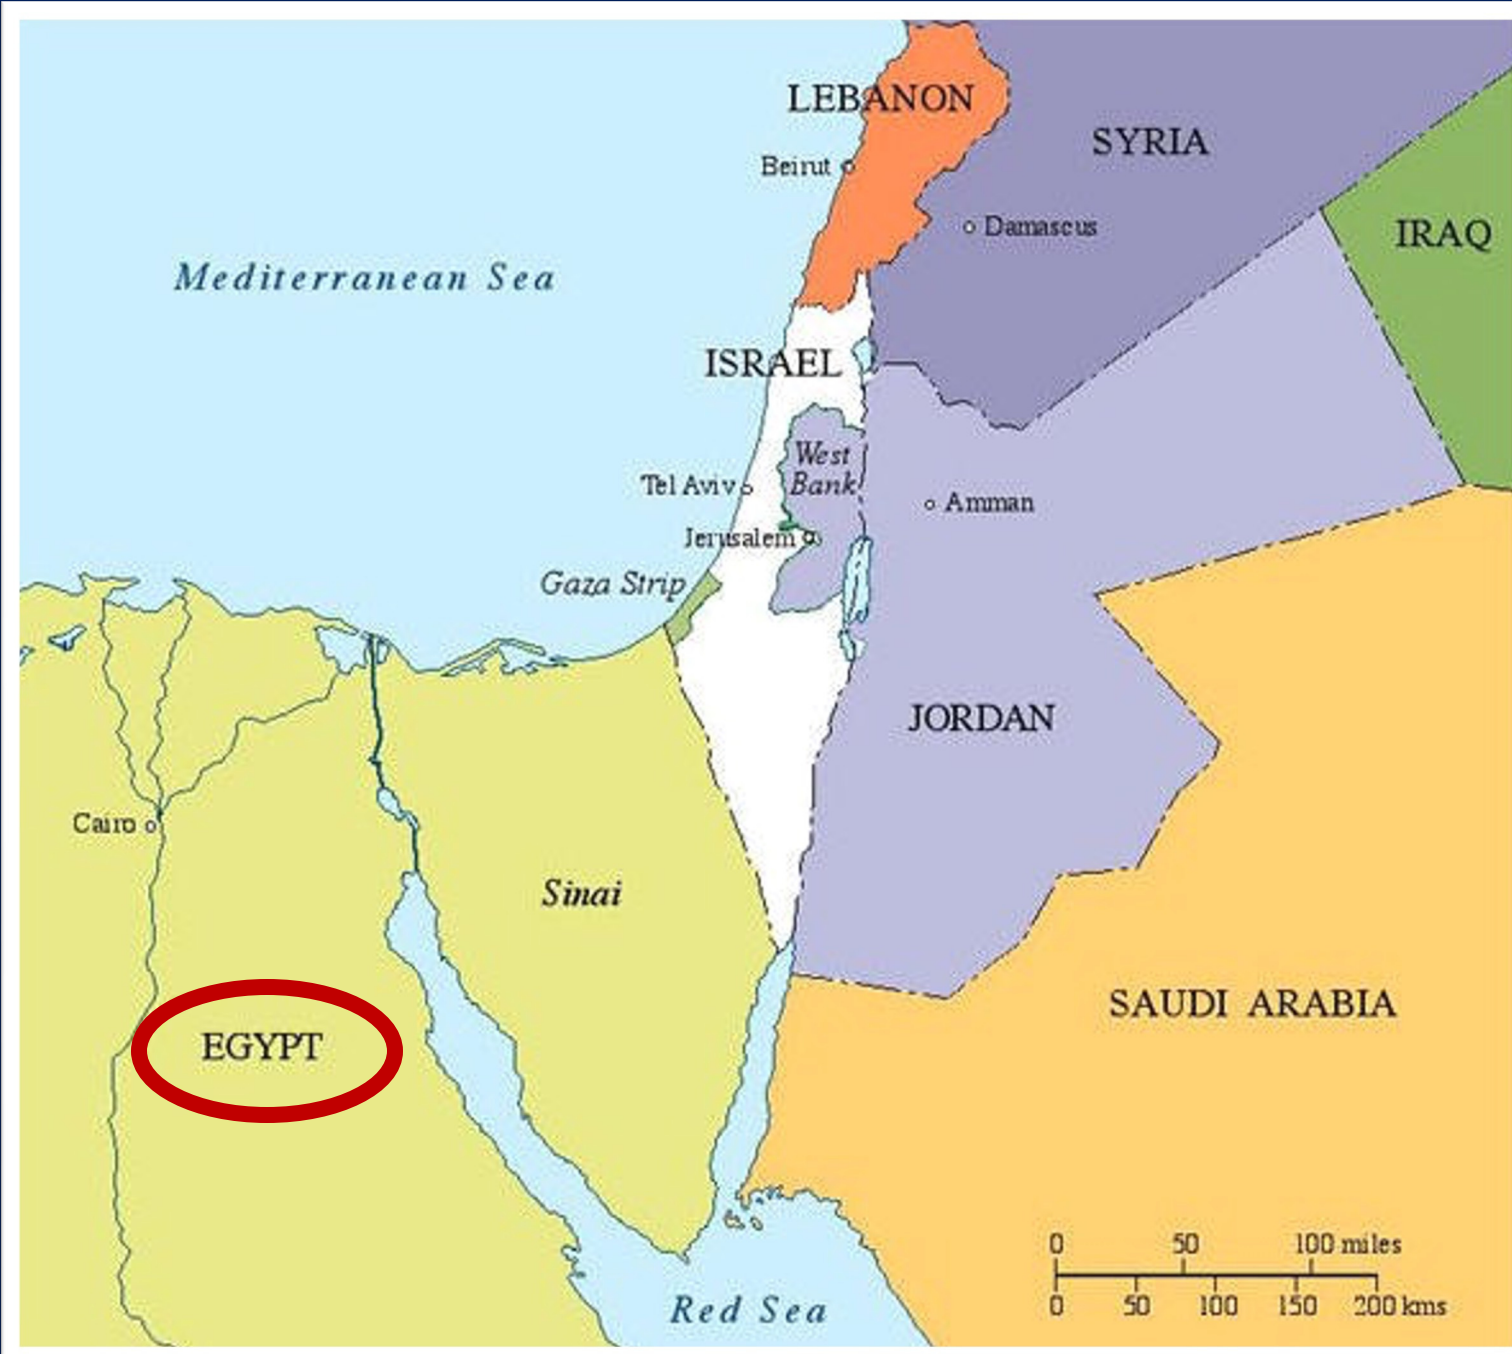 LEBANON
SYRIA
Beirut
Damascus
IRAQ
Mediterranean Sea
ISRAEL
West
Bank
Tel Aviv
Amman
Jerusalem
Gaza Strip
JORDAN
Cairo
Sinai
SAUDI ARABIA
EGYPT
0 50 100 miles
0 50 100 150 200 kms
Red Sea